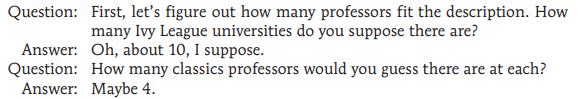 Question: First, let’s figure out how many professors fit the description. How
many Ivy League universities do you suppose there are?
Answer: Oh, about 10, I suppose.
Question: How many classics professors would you guess there are at each?
Answer: Maybe 4.